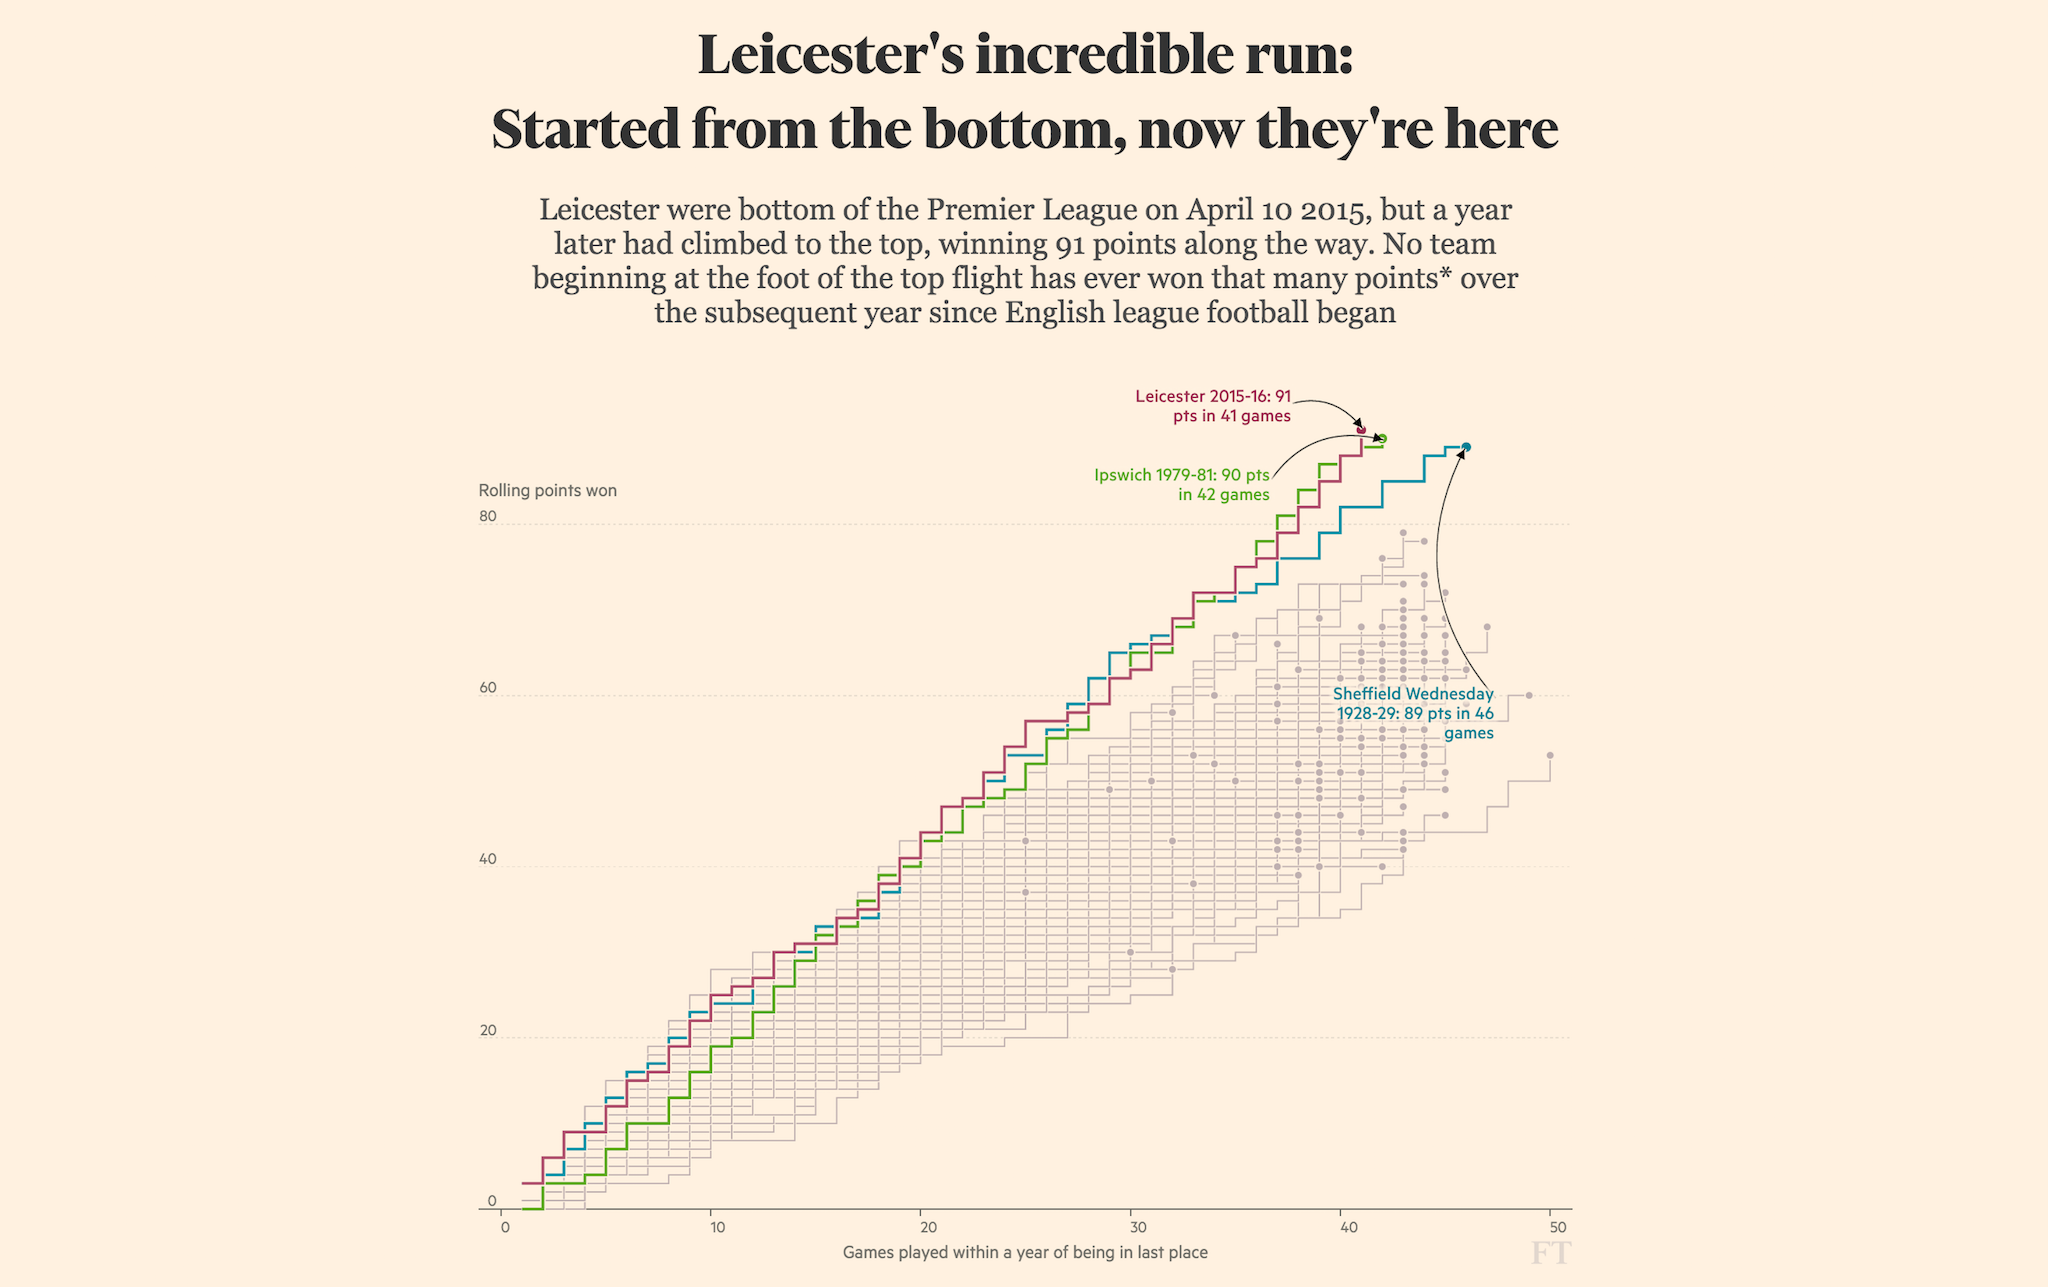 Leicester's incredible run:
Started from the bottom, now they're here
Leicester were bottom of the Premier League on April 10 2015, but a year
later had climbed to the top, winning 91 points along the way. No team
beginning at the foot of the top flight has ever won that many points* over
the subsequent year since English league football began
Leicester 2015-16: 91
pts in 41 games
Ipswich 1979-81: 90 pts
in 42 games
Rolling points won
80
60
Sheffield Wednesday
1928-29: 89 pts in 46
games
40
20
0
0 10 20 30 40 50
Games played within a year of being in last place
FT